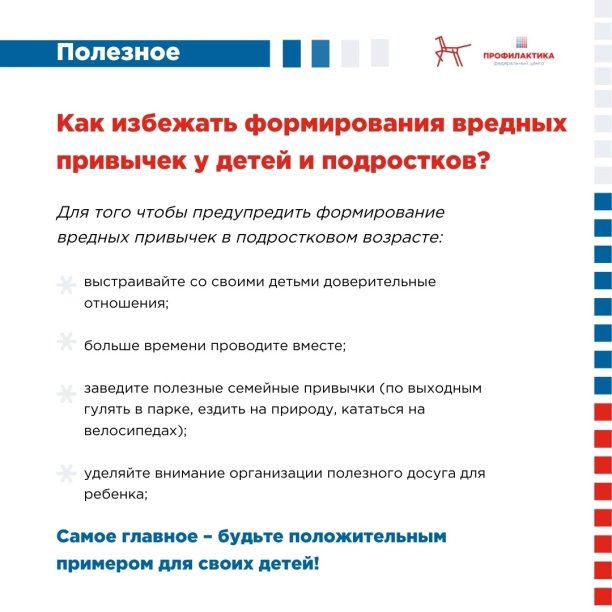 Полезное
ПРОФИЛАКТИКА
федеральный центр
Как избежать формирования вредных
привычек у детей и подростков?
Для того чтобы предупредить формирование
вредных привычек в подростковом возрасте:
выстраивайте со своими детьми доверительные
отношения;
больше времени проводите вместе;
заведите полезные семейные привычки (по выходным
гулять в парке, ездить на природу, кататься на
велосипедах);
уделяйте внимание организации полезного досуга для
ребенка;
Самое главное – будьте положительным
примером для своих детей!